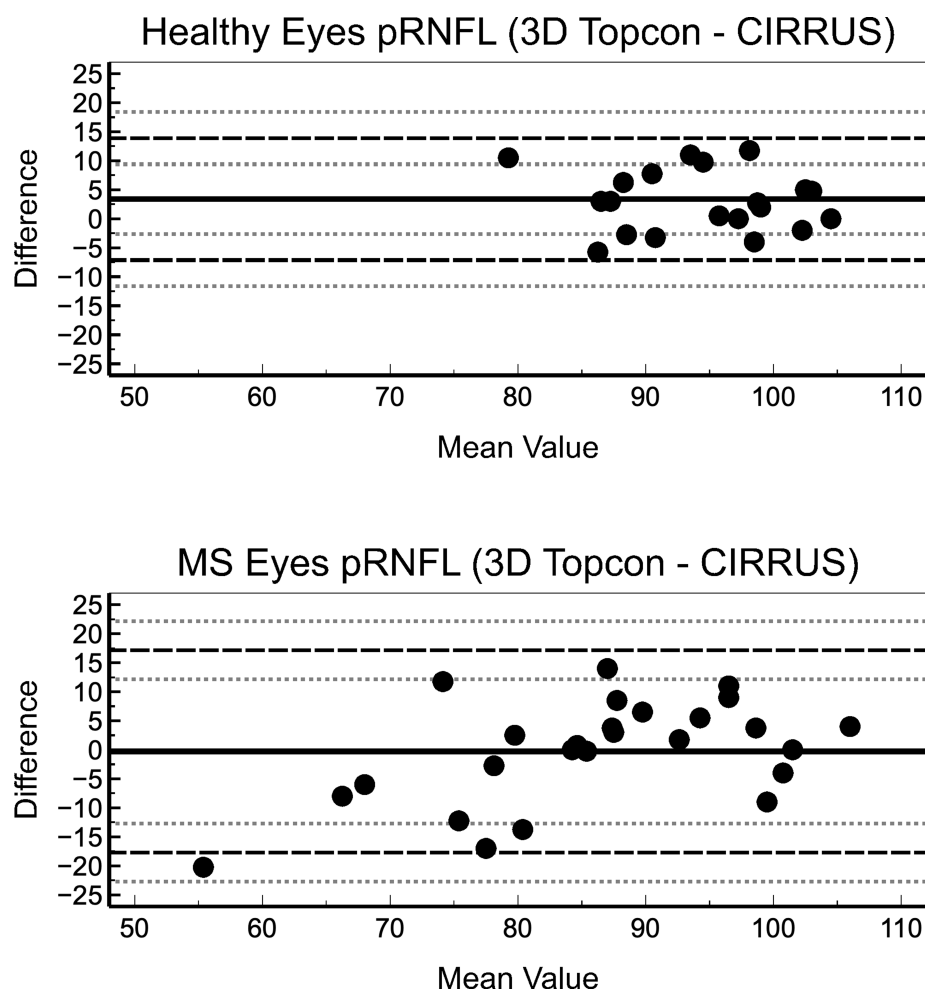 Healthy Eyes pRNFL (3D Topcon - CIRRUS)
25
20
15
10
5
0
−5
−10
−15
−20
−25
Difference
50 60 70 80 90 100 110
Mean Value
MS Eyes pRNFL (3D Topcon - CIRRUS)
25
20
15
10
5
0
−5
−10
−15
−20
−25
Difference
50 60 70 80 90 100 110
Mean Value